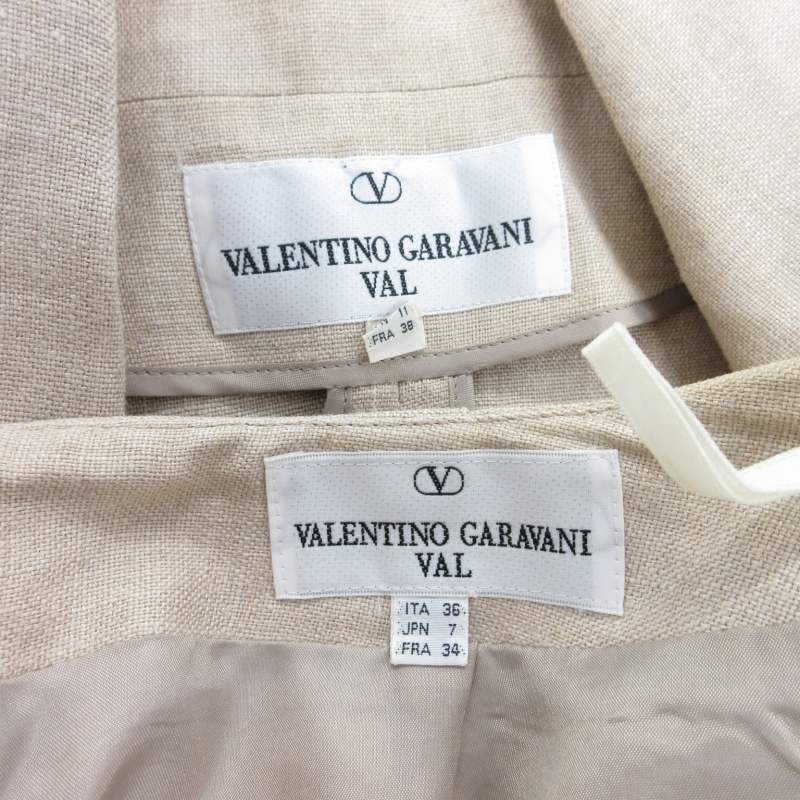 V
VALENTINO GARAVANI
VAL
11
FRA 38
V
VALENTINO GARAVANI
VAL
ITA 36
JPN 7
FRA 34